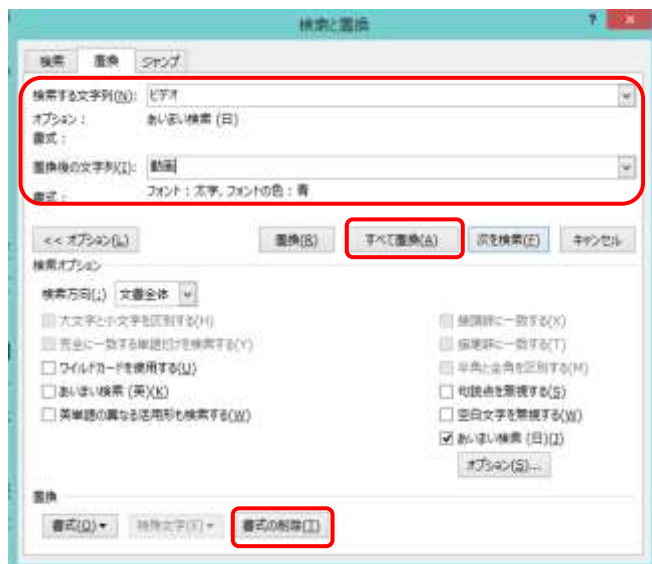 検索と置換
?
検索 置換 ジャンプ
検索する文字列(N): ビデオ
オプション: あいまい検索 (日)
書式:
置換後の文字列(I): 動画
書式: フォント:太字, フォントの色:青
<< オプション(L) 置換(R) すべて置換(A) 次を検索(F) キャンセル
検索オプション
検索方向(:) 文書全体
大文字と小文字を区別する(H) 接頭辞に一致する(X)
完全に一致する単語だけを検索する(Y) 接尾辞に一致する(T)
ワイルドカードを使用する(U) 半角と全角を区別する(M)
あいまい検索 (英)(K) 句読点を無視する(S)
英単語の異なる活用形も検索する(W) 空白文字を無視する(W)
あいまい検索 (日)(J)
オプション(S)...
置換
書式(O) 特殊文字(E) 書式の削除(T)